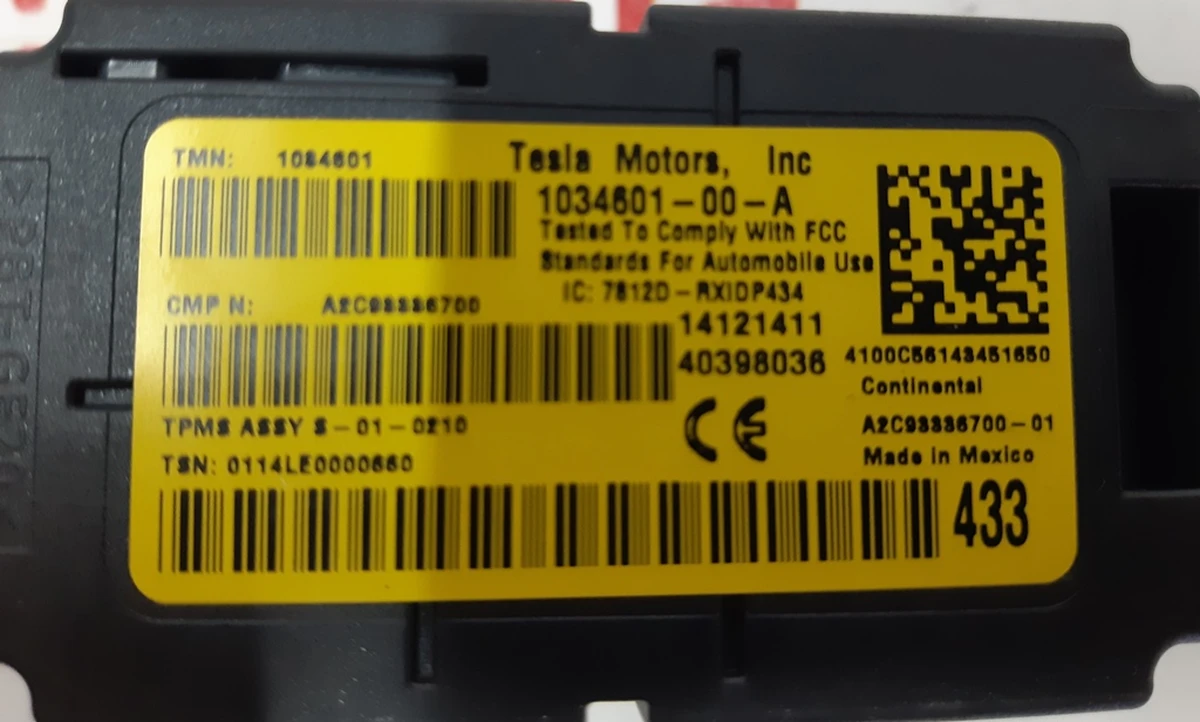 TMN: 1034601
Tesla Motors, Inc
1034601-00-A
Tested To Comply With FCC
Standards For Automobile Use
IC: 7812D-RXIDP434
CMP N: A2C93336700
14121411
40398036
4100C56143451650
Continental
TPMS ASSY S-01-0210
CE
A2C93336700-01
TSN: 0114LE0000660
Made in Mexico
433